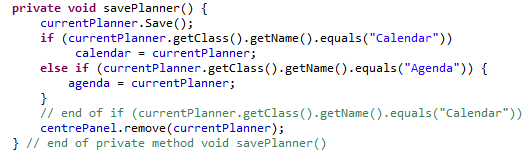 private void savePlanner() {
    currentPlanner.Save();
    if (currentPlanner.getClass().getName().equals("Calendar"))
         calendar = currentPlanner;
    else if (currentPlanner.getClass().getName().equals("Agenda")) {
        agenda = currentPlanner;
    }
    // end of if (currentPlanner.getClass().getName().equals("Calendar"))
    centrePanel.remove(currentPlanner);
} // end of private method void savePlanner()